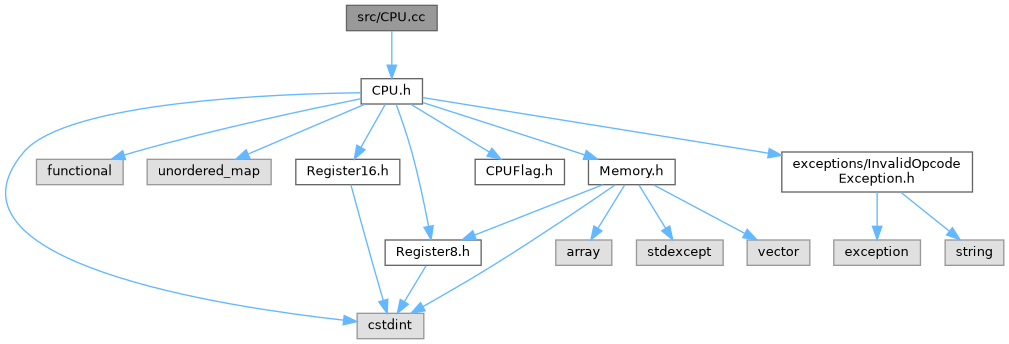 src/CPU.cc
CPU.h
functional
unordered_map
Register16.h
CPUFlag.h
Memory.h
exceptions/InvalidOpcode
Exception.h
Register8.h
array
stdexcept
vector
exception
string
cstdint